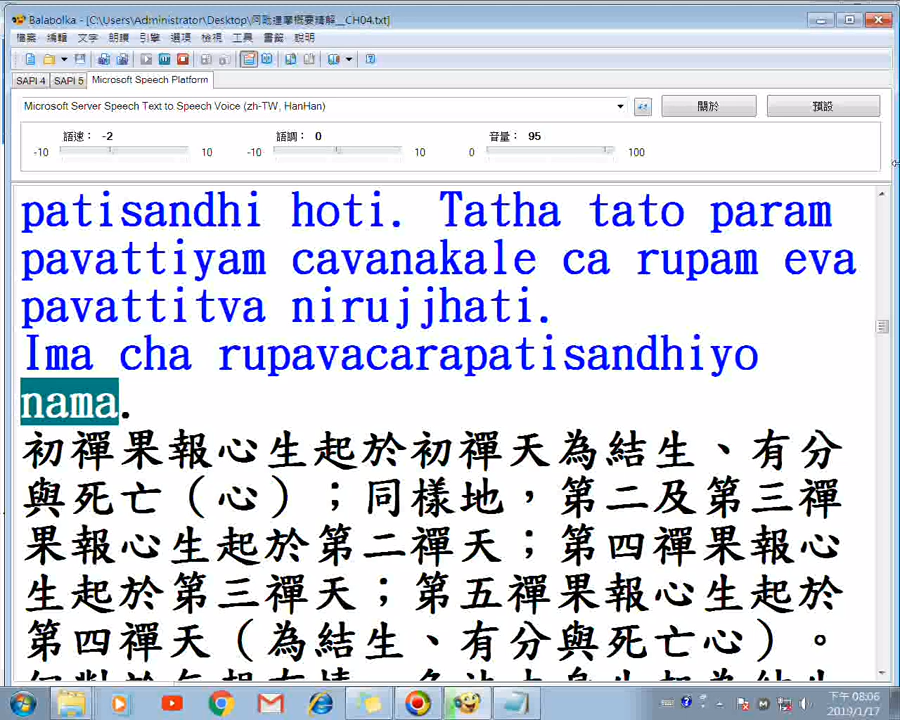 Balabolka - [C:\Users\Administrator\Desktop\阿毗達摩概要精解__CH04.txt]
檔案 編輯 文字 朗讀 引擎 選項 檢視 工具 書籤 說明
SAPI 4 SAPI 5 Microsoft Speech Platform
Microsoft Server Speech Text to Speech Voice (zh-TW, HanHan) 關於 預設
語速： -2 語調： 0 音量： 95
-10 10 -10 10 0 100
patisandhi hoti. Tatha tato param
pavattiyam cavanakale ca rupam eva
pavattitva nirujjhati.
Ima cha rupavacarapatisandhiyo
nama.
初禪果報心生起於初禪天為結生、有分
與死亡（心）；同樣地，第二及第三禪
果報心生起於第二禪天；第四禪果報心
生起於第三禪天；第五禪果報心生起於
第四禪天（為結生、有分與死亡心）。
下午 08:06
2019/1/17